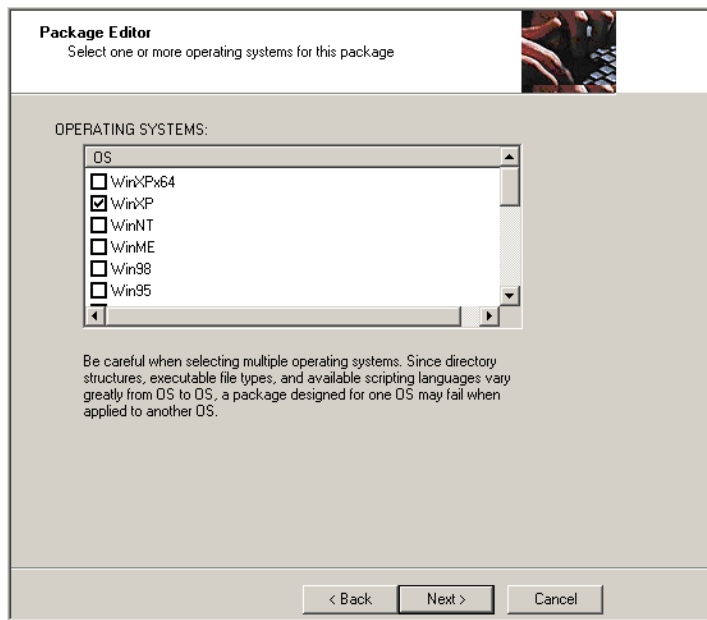 Package Editor
Select one or more operating systems for this package
OPERATING SYSTEMS:
OS
WinXPx64
WinXP
WinNT
WinME
Win98
Win95
Be careful when selecting multiple operating systems. Since directory
structures, executable file types, and available scripting languages vary
greatly from OS to OS, a package designed for one OS may fail when
applied to another OS.
< Back Next > Cancel